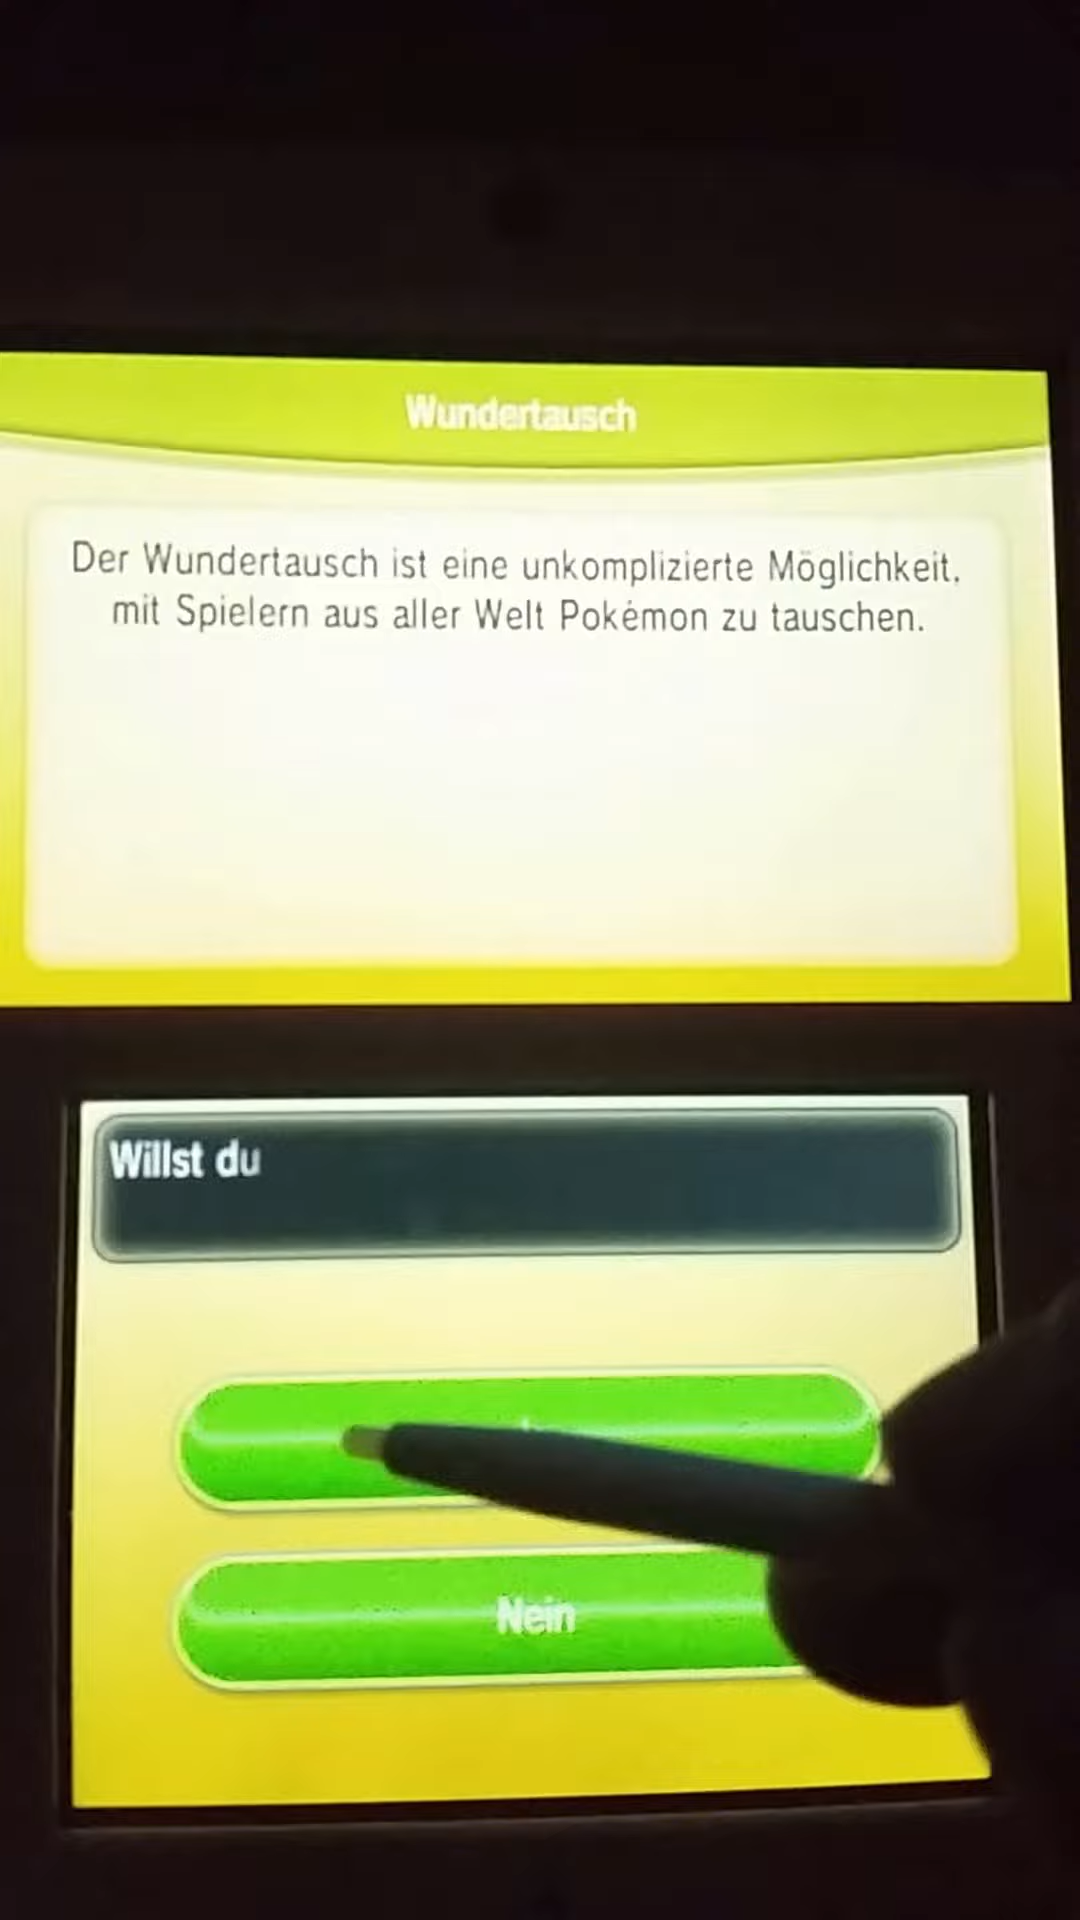 Wundertausch
Der Wundertausch ist eine unkomplizierte Möglichkeit,
mit Spielern aus aller Welt Pokémon zu tauschen.
Willst du
Nein